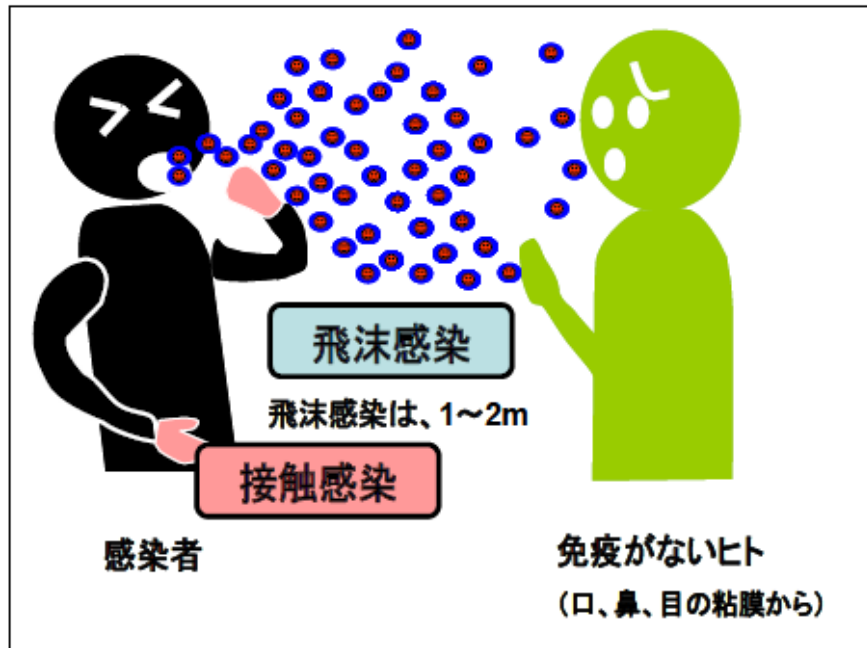 飛沫感染
飛沫感染は、1～2m
接触感染
感染者
免疫がないヒト
（口、鼻、目の粘膜から）